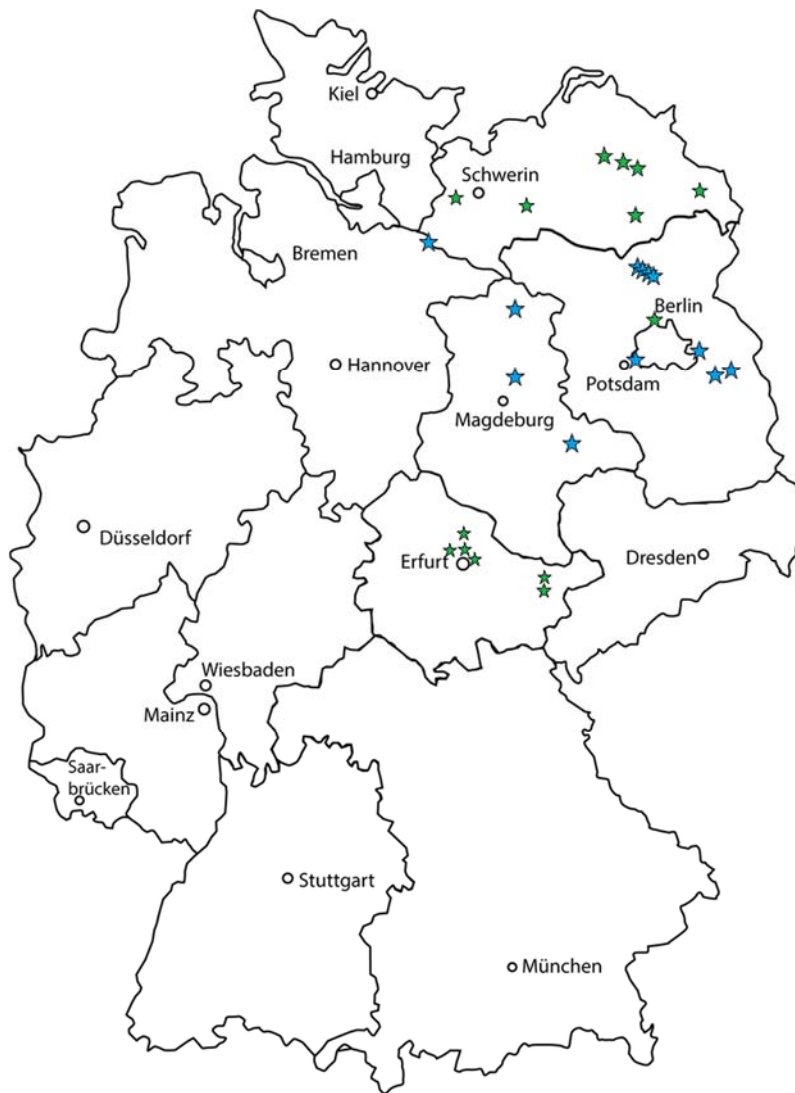 Kiel
Hamburg
Schwerin
Bremen
Berlin
Hannover
Potsdam
Magdeburg
Düsseldorf
Erfurt
Dresden
Wiesbaden
Mainz
Saar-
brücken
Stuttgart
München